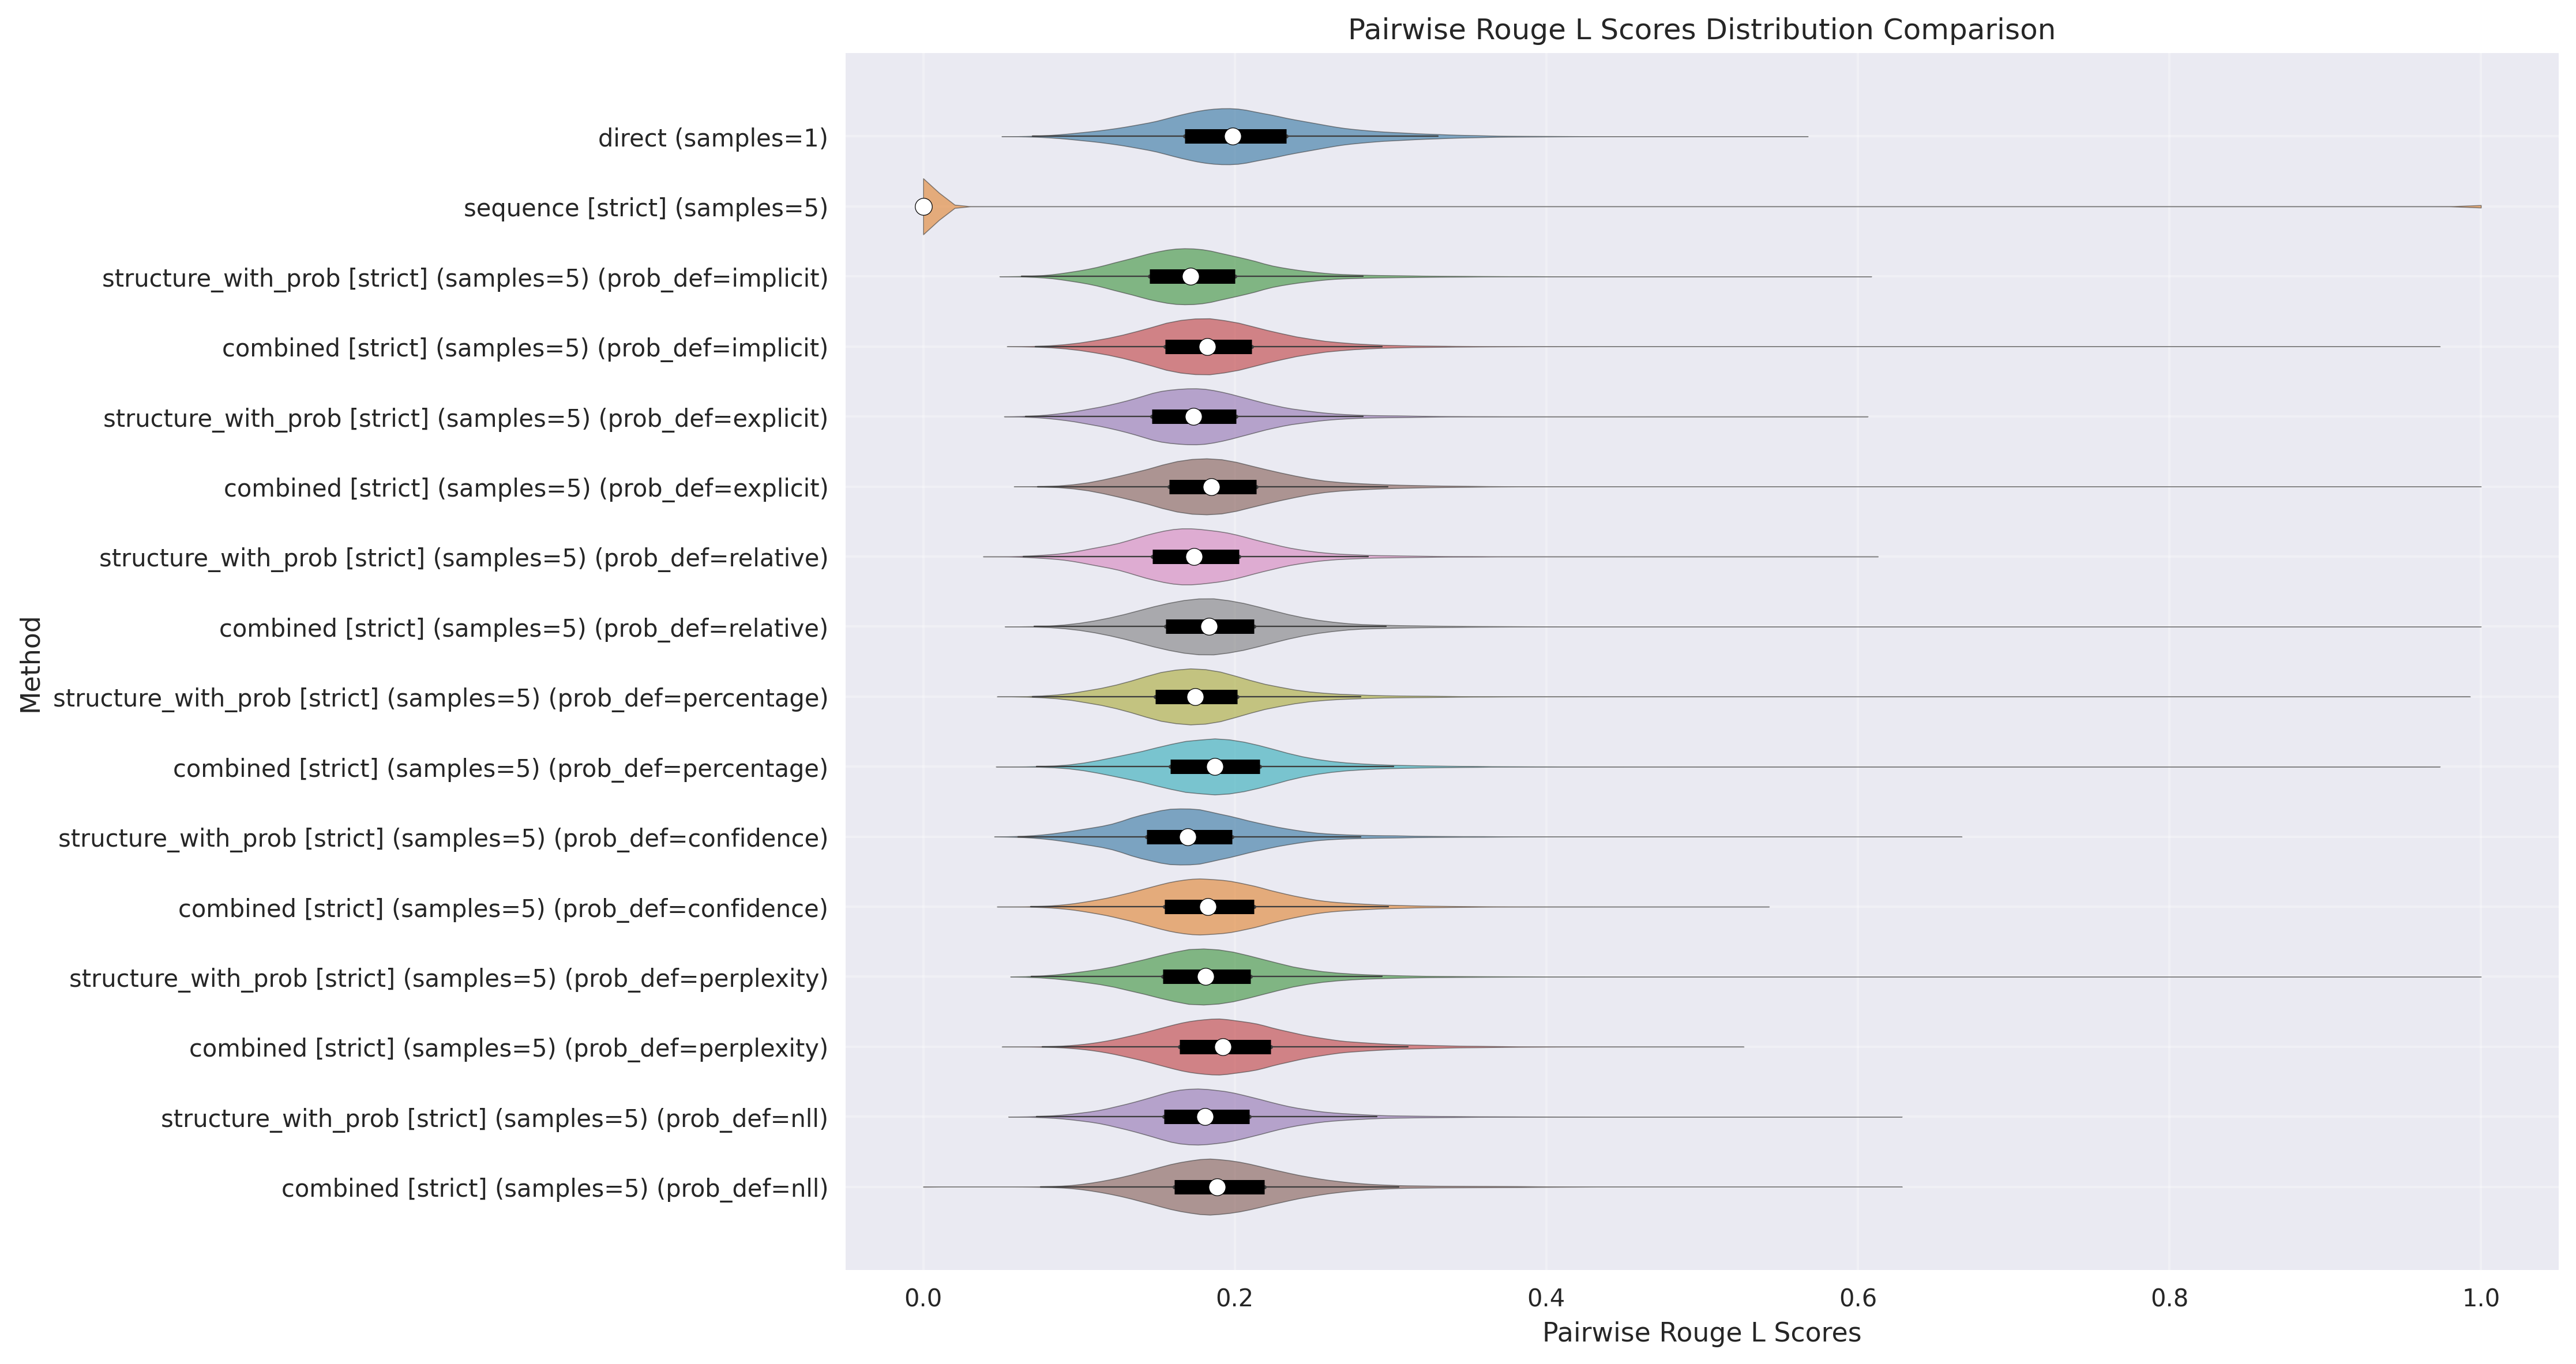 Pairwise Rouge L Scores Distribution Comparison
Method
direct (samples=1)
sequence [strict] (samples=5)
structure_with_prob [strict] (samples=5) (prob_def=implicit)
combined [strict] (samples=5) (prob_def=implicit)
structure_with_prob [strict] (samples=5) (prob_def=explicit)
combined [strict] (samples=5) (prob_def=explicit)
structure_with_prob [strict] (samples=5) (prob_def=relative)
combined [strict] (samples=5) (prob_def=relative)
structure_with_prob [strict] (samples=5) (prob_def=percentage)
combined [strict] (samples=5) (prob_def=percentage)
structure_with_prob [strict] (samples=5) (prob_def=confidence)
combined [strict] (samples=5) (prob_def=confidence)
structure_with_prob [strict] (samples=5) (prob_def=perplexity)
combined [strict] (samples=5) (prob_def=perplexity)
structure_with_prob [strict] (samples=5) (prob_def=nll)
combined [strict] (samples=5) (prob_def=nll)
0.0 0.2 0.4 0.6 0.8 1.0
Pairwise Rouge L Scores